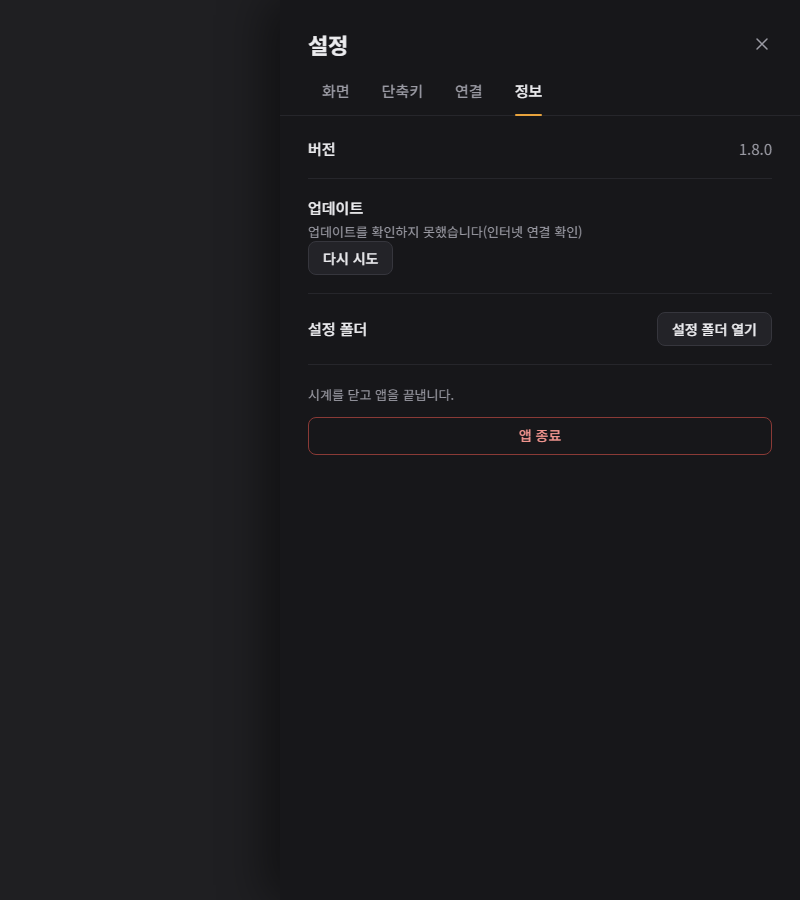 설정
화면 단축키 연결 정보
버전 1.8.0
업데이트
업데이트를 확인하지 못했습니다(인터넷 연결 확인)
다시 시도
설정 폴더 설정 폴더 열기
시계를 닫고 앱을 끝냅니다.
앱 종료